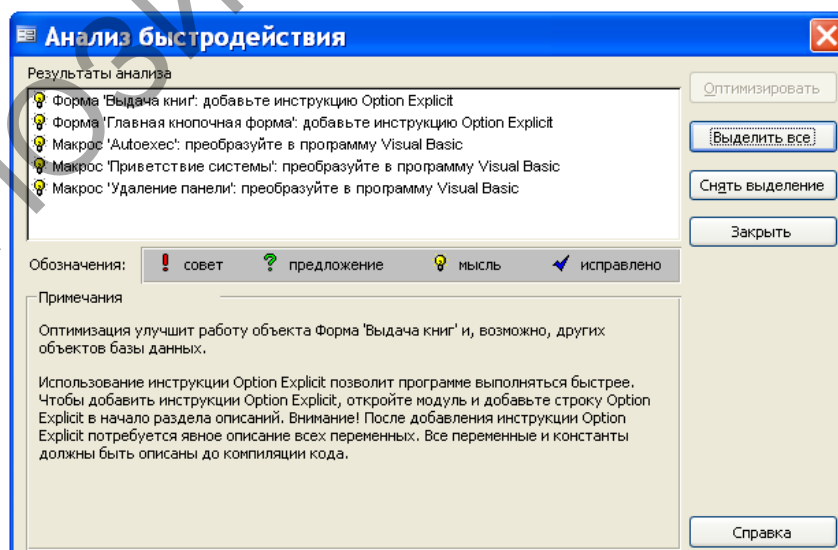 Анализ быстродействия
Результаты анализа
Форма 'Выдача книг': добавьте инструкцию Option Explicit
Форма 'Главная кнопочная форма': добавьте инструкцию Option Explicit
Макрос 'Autoexec': преобразуйте в программу Visual Basic
Макрос 'Приветствие системы': преобразуйте в программу Visual Basic
Макрос 'Удаление панели': преобразуйте в программу Visual Basic
Оптимизировать
Выделить все
Снять выделение
Закрыть
Обозначения: совет предложение мысль исправлено
Примечания
Оптимизация улучшит работу объекта Форма 'Выдача книг' и, возможно, других
объектов базы данных.
Использование инструкции Option Explicit позволит программе выполняться быстрее.
Чтобы добавить инструкции Option Explicit, откройте модуль и добавьте строку Option
Explicit в начало раздела описаний. Внимание! После добавления инструкции Option
Explicit потребуется явное описание всех переменных. Все переменные и константы
должны быть описаны до компиляции кода.
Справка